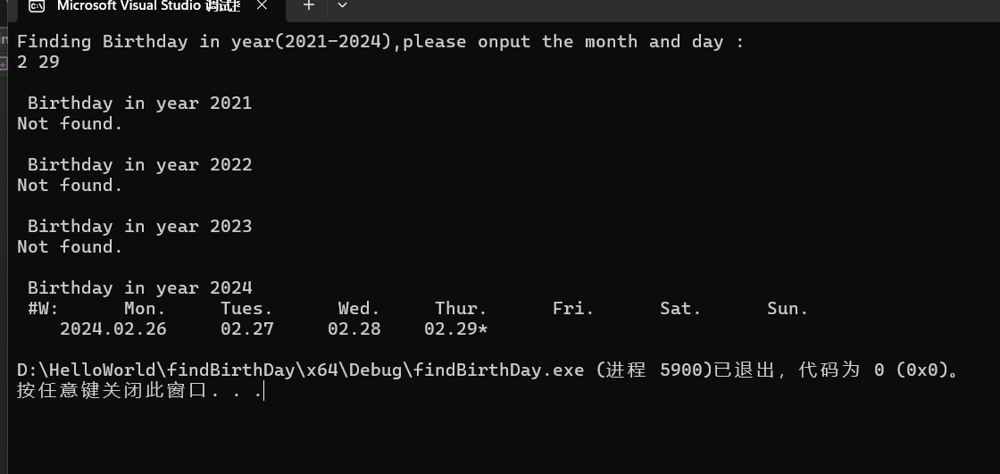 Microsoft Visual Studio 调试控
Finding Birthday in year(2021-2024),please onput the month and day :
2 29
Birthday in year 2021
Not found.
Birthday in year 2022
Not found.
Birthday in year 2023
Not found.
Birthday in year 2024
#W: Mon. Tues. Wed. Thur. Fri. Sat. Sun.
2024.02.26 02.27 02.28 02.29*
D:\HelloWorld\findBirthDay\x64\Debug\findBirthDay.exe (进程 5900)已退出，代码为 0 (0x0)。
按任意键关闭此窗口. . .